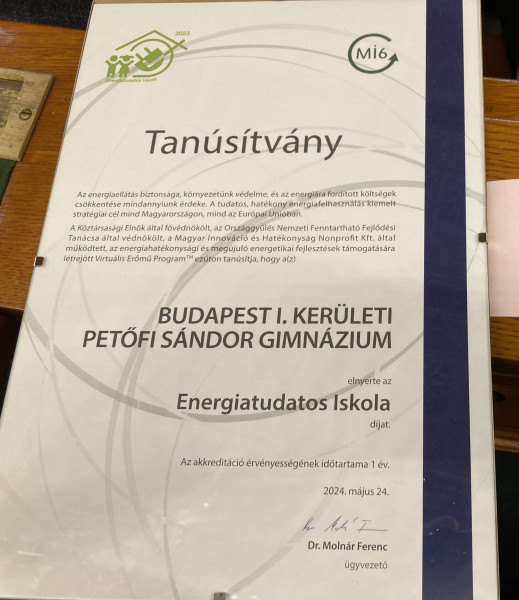 2023
Energiatudatos Iskola
MI6
Tanúsítvány
Az energiaellátás biztonsága, környezetünk védelme, és az energiára fordított költségek
csökkentése mindannyiunk érdeke. A tudatos, hatékony energiafelhasználás kiemelt
stratégiai cél mind Magyarországon, mind az Európai Unióban.
A Köztársasági Elnök által fővédnökölt, az Országgyűlés Nemzeti Fenntartható Fejlődési
Tanácsa által védnökölt, a Magyar Innováció és Hatékonyság Nonprofit Kft. által
működtett, az energiahatékonysági és megújuló energetikai fejlesztések támogatására
létrejött Virtuális Erőmű Program™ ezúton tanúsítja, hogy a(z)
BUDAPEST I. KERÜLETI
PETŐFI SÁNDOR GIMNÁZIUM
elnyerte az
Energiatudatos Iskola
díjat.
Az akkreditáció érvényességének időtartama 1 év.
2024. május 24.
Dr. Molnár Ferenc
ügyvezető